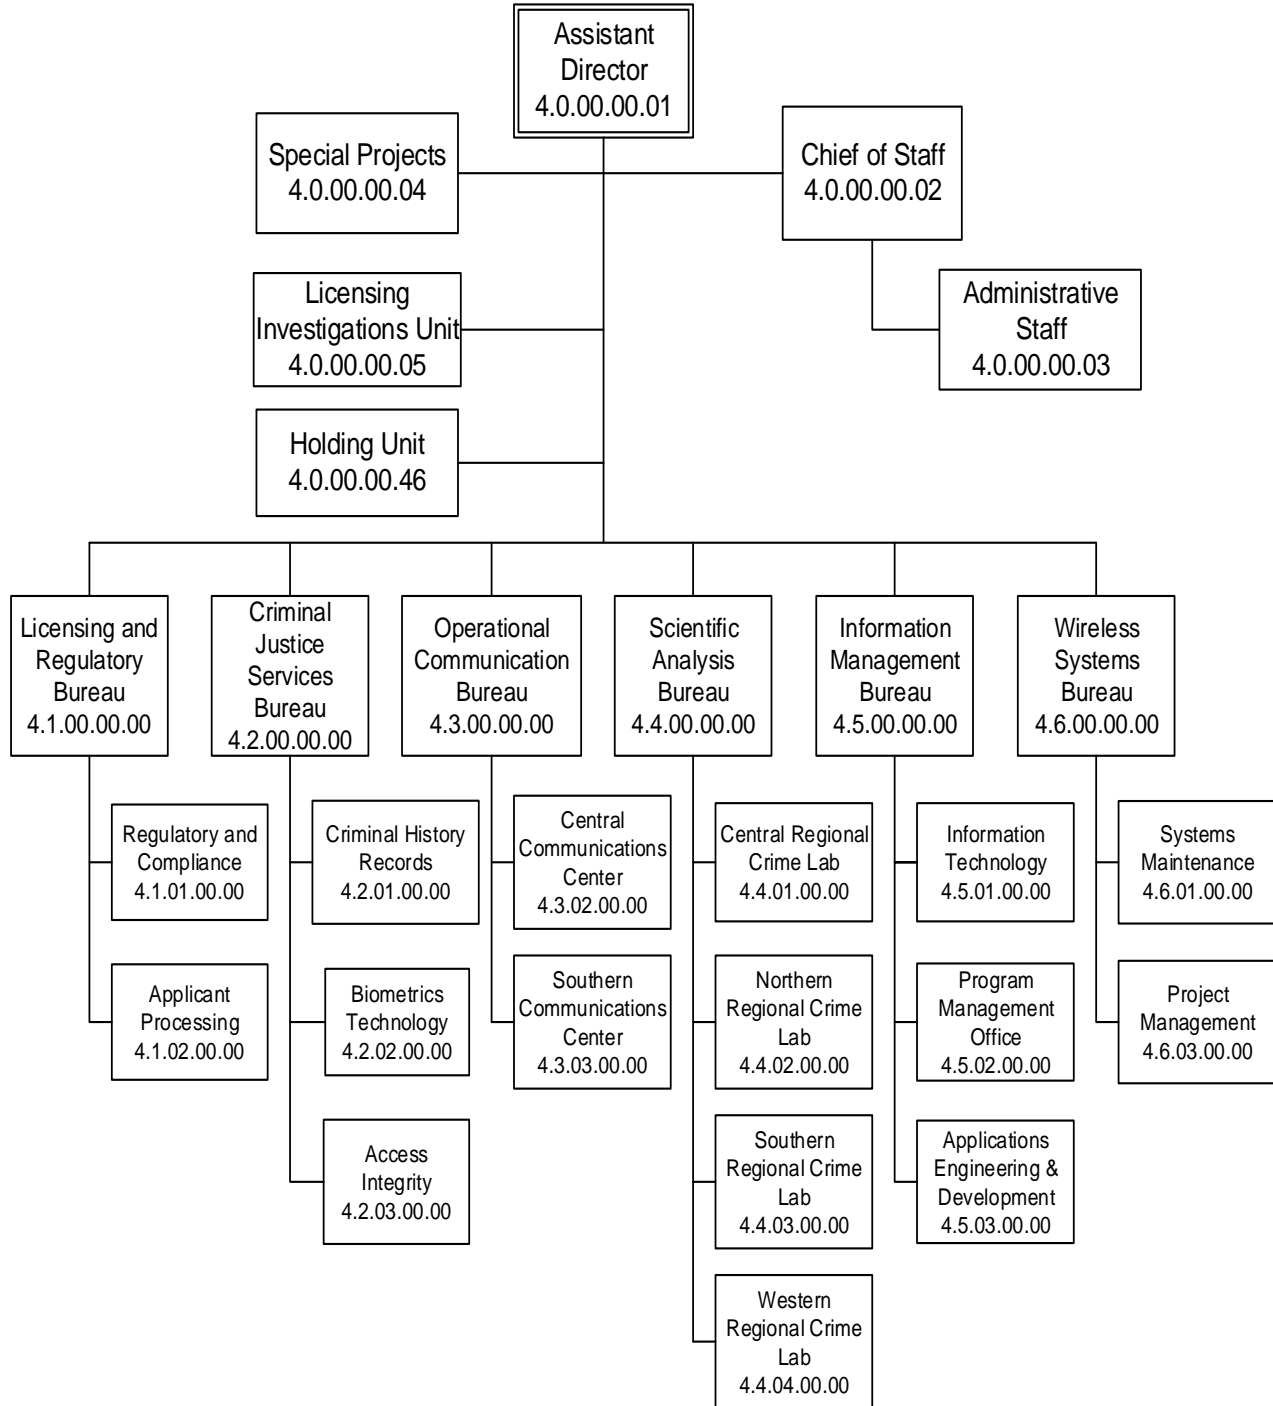 Assistant
Director
4.0.00.00.01
Special Projects
4.0.00.00.04
Chief of Staff
4.0.00.00.02
Licensing
Investigations Unit
4.0.00.00.05
Administrative
Staff
4.0.00.00.03
Holding Unit
4.0.00.00.46
Licensing and
Regulatory
Bureau
4.1.00.00.00
Criminal
Justice
Services
Bureau
4.2.00.00.00
Operational
Communication
Bureau
4.3.00.00.00
Scientific
Analysis
Bureau
4.4.00.00.00
Information
Management
Bureau
4.5.00.00.00
Wireless
Systems
Bureau
4.6.00.00.00
Regulatory and
Compliance
4.1.01.00.00
Criminal History
Records
4.2.01.00.00
Central
Communications
Center
4.3.02.00.00
Central Regional
Crime Lab
4.4.01.00.00
Information
Technology
4.5.01.00.00
Systems
Maintenance
4.6.01.00.00
Applicant
Processing
4.1.02.00.00
Biometrics
Technology
4.2.02.00.00
Southern
Communications
Center
4.3.03.00.00
Northern
Regional Crime
Lab
4.4.02.00.00
Program
Management
Office
4.5.02.00.00
Project
Management
4.6.03.00.00
Access
Integrity
4.2.03.00.00
Southern
Regional Crime
Lab
4.4.03.00.00
Applications
Engineering &
Development
4.5.03.00.00
Western
Regional Crime
Lab
4.4.04.00.00